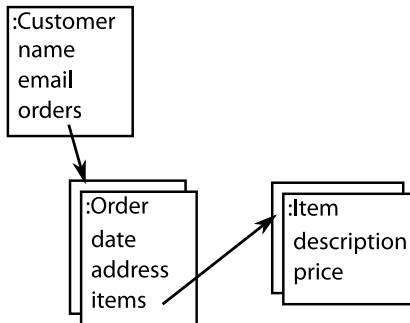 :Customer
name
email
orders
:Order
date
address
items
:Item
description
price